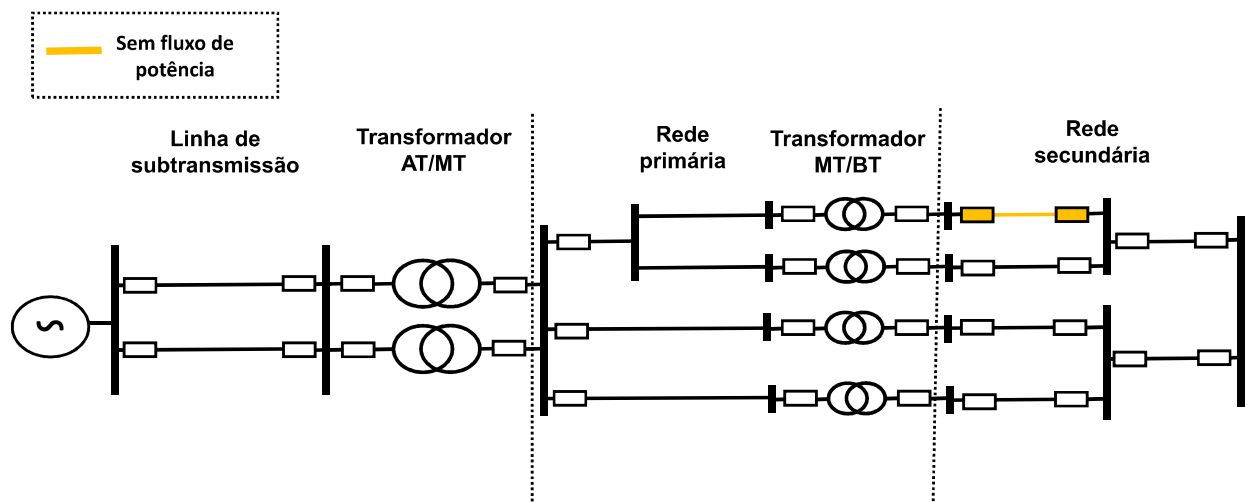 Sem fluxo de
potência
Linha de
subtransmissão
Transformador
AT/MT
Rede
primária
Transformador
MT/BT
Rede
secundária